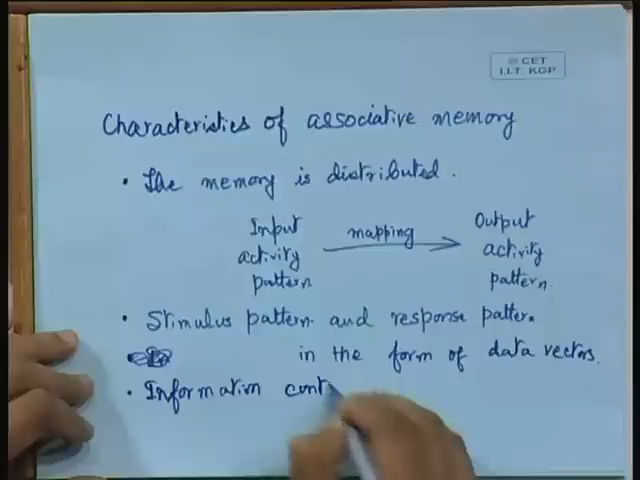 © CET
I.I.T. KGP
Characteristics of associative memory
• The memory is distributed.
Input activity pattern mapping Output activity pattern
• Stimulus pattern and response pattern
in the form of data vectors.
• Information cont